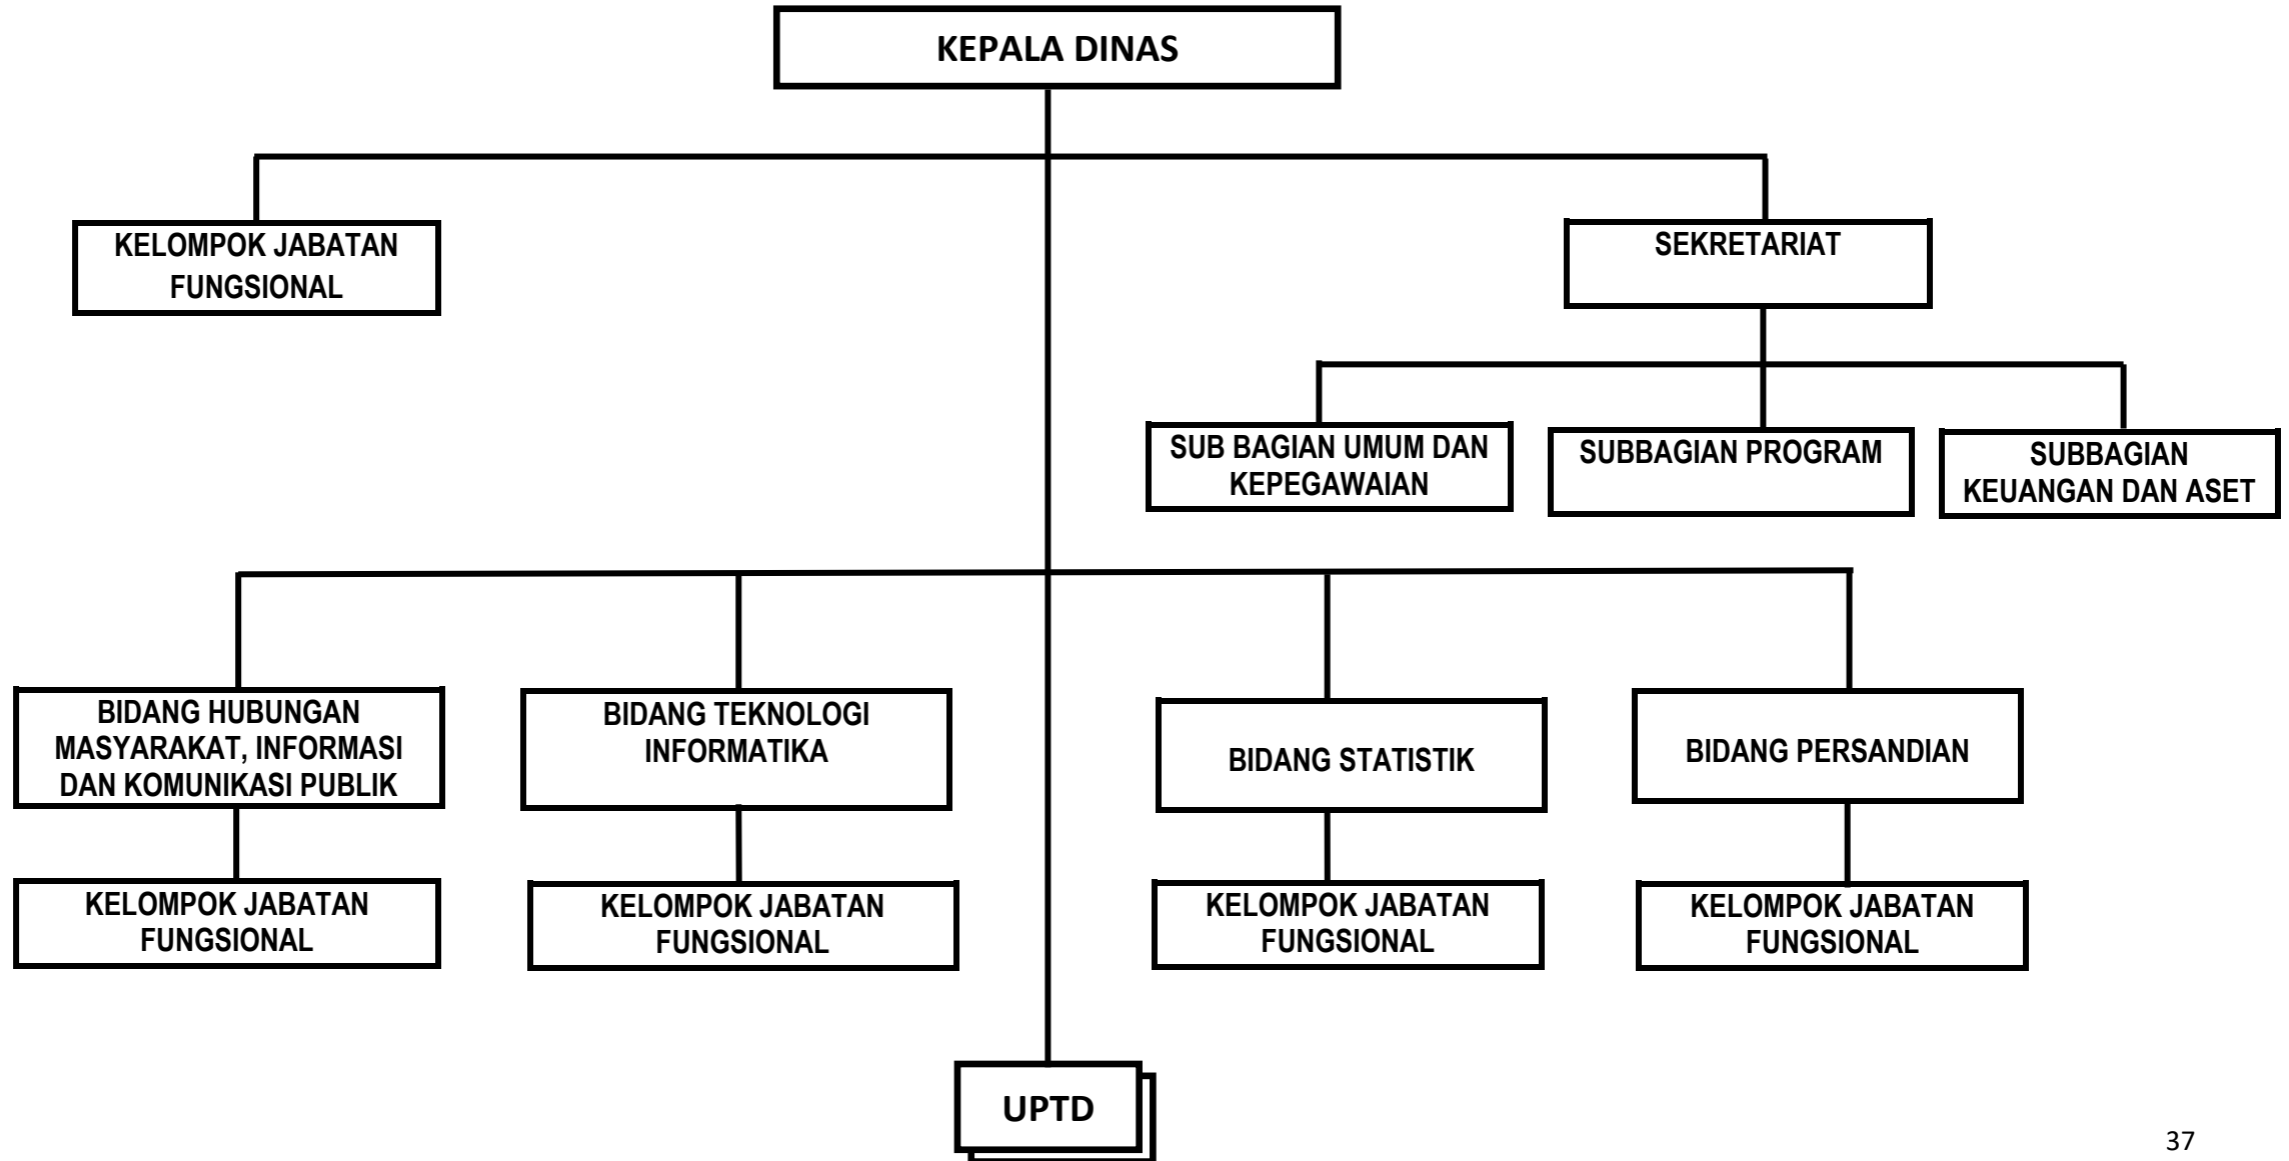 KEPALA DINAS
KELOMPOK JABATAN
FUNGSIONAL
SEKRETARIAT
SUB BAGIAN UMUM DAN
KEPEGAWAIAN
SUBBAGIAN PROGRAM
SUBBAGIAN
KEUANGAN DAN ASET
BIDANG HUBUNGAN
MASYARAKAT, INFORMASI
DAN KOMUNIKASI PUBLIK
BIDANG TEKNOLOGI
INFORMATIKA
BIDANG STATISTIK
BIDANG PERSANDIAN
KELOMPOK JABATAN
FUNGSIONAL
KELOMPOK JABATAN
FUNGSIONAL
KELOMPOK JABATAN
FUNGSIONAL
KELOMPOK JABATAN
FUNGSIONAL
UPTD
37